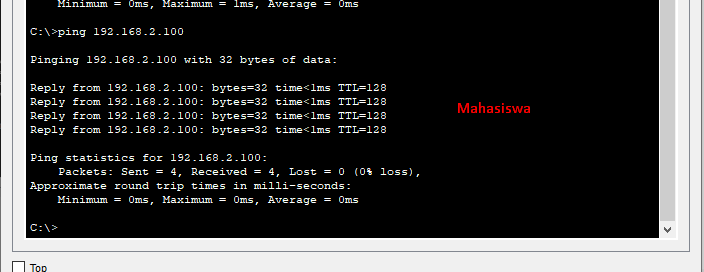 Minimum = 0ms, Maximum = 1ms, Average = 0ms
C:\>ping 192.168.2.100
Pinging 192.168.2.100 with 32 bytes of data:
Reply from 192.168.2.100: bytes=32 time<1ms TTL=128
Reply from 192.168.2.100: bytes=32 time<1ms TTL=128
Reply from 192.168.2.100: bytes=32 time<1ms TTL=128
Reply from 192.168.2.100: bytes=32 time<1ms TTL=128
Mahasiswa
Ping statistics for 192.168.2.100:
Packets: Sent = 4, Received = 4, Lost = 0 (0% loss),
Approximate round trip times in milli-seconds:
Minimum = 0ms, Maximum = 0ms, Average = 0ms
C:\>
Top